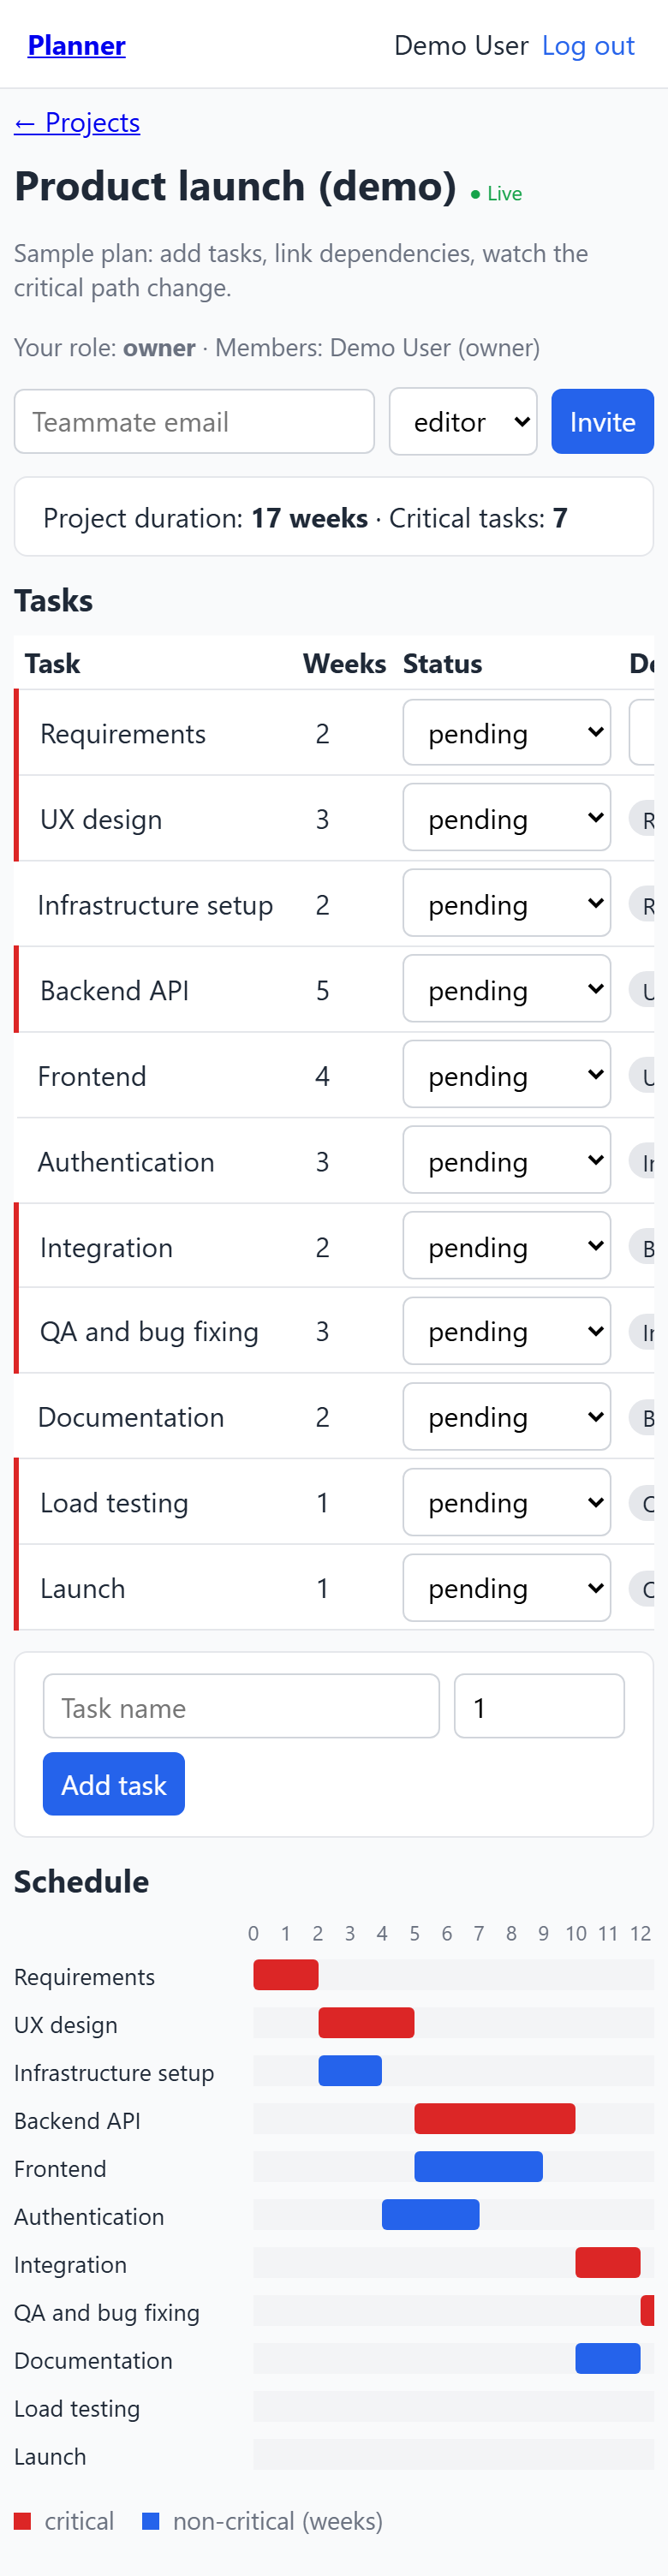 Planner Demo User Log out
← Projects
Product launch (demo) ● Live
Sample plan: add tasks, link dependencies, watch the
critical path change.
Your role: owner · Members: Demo User (owner)
Teammate email editor Invite
Project duration: 17 weeks · Critical tasks: 7
Tasks
Task Weeks Status
Requirements 2 pending
UX design 3 pending
Infrastructure setup 2 pending
Backend API 5 pending
Frontend 4 pending
Authentication 3 pending
Integration 2 pending
QA and bug fixing 3 pending
Documentation 2 pending
Load testing 1 pending
Launch 1 pending
Task name 1
Add task
Schedule
0 1 2 3 4 5 6 7 8 9 10 11 12
Requirements
UX design
Infrastructure setup
Backend API
Frontend
Authentication
Integration
QA and bug fixing
Documentation
Load testing
Launch
critical non-critical (weeks)